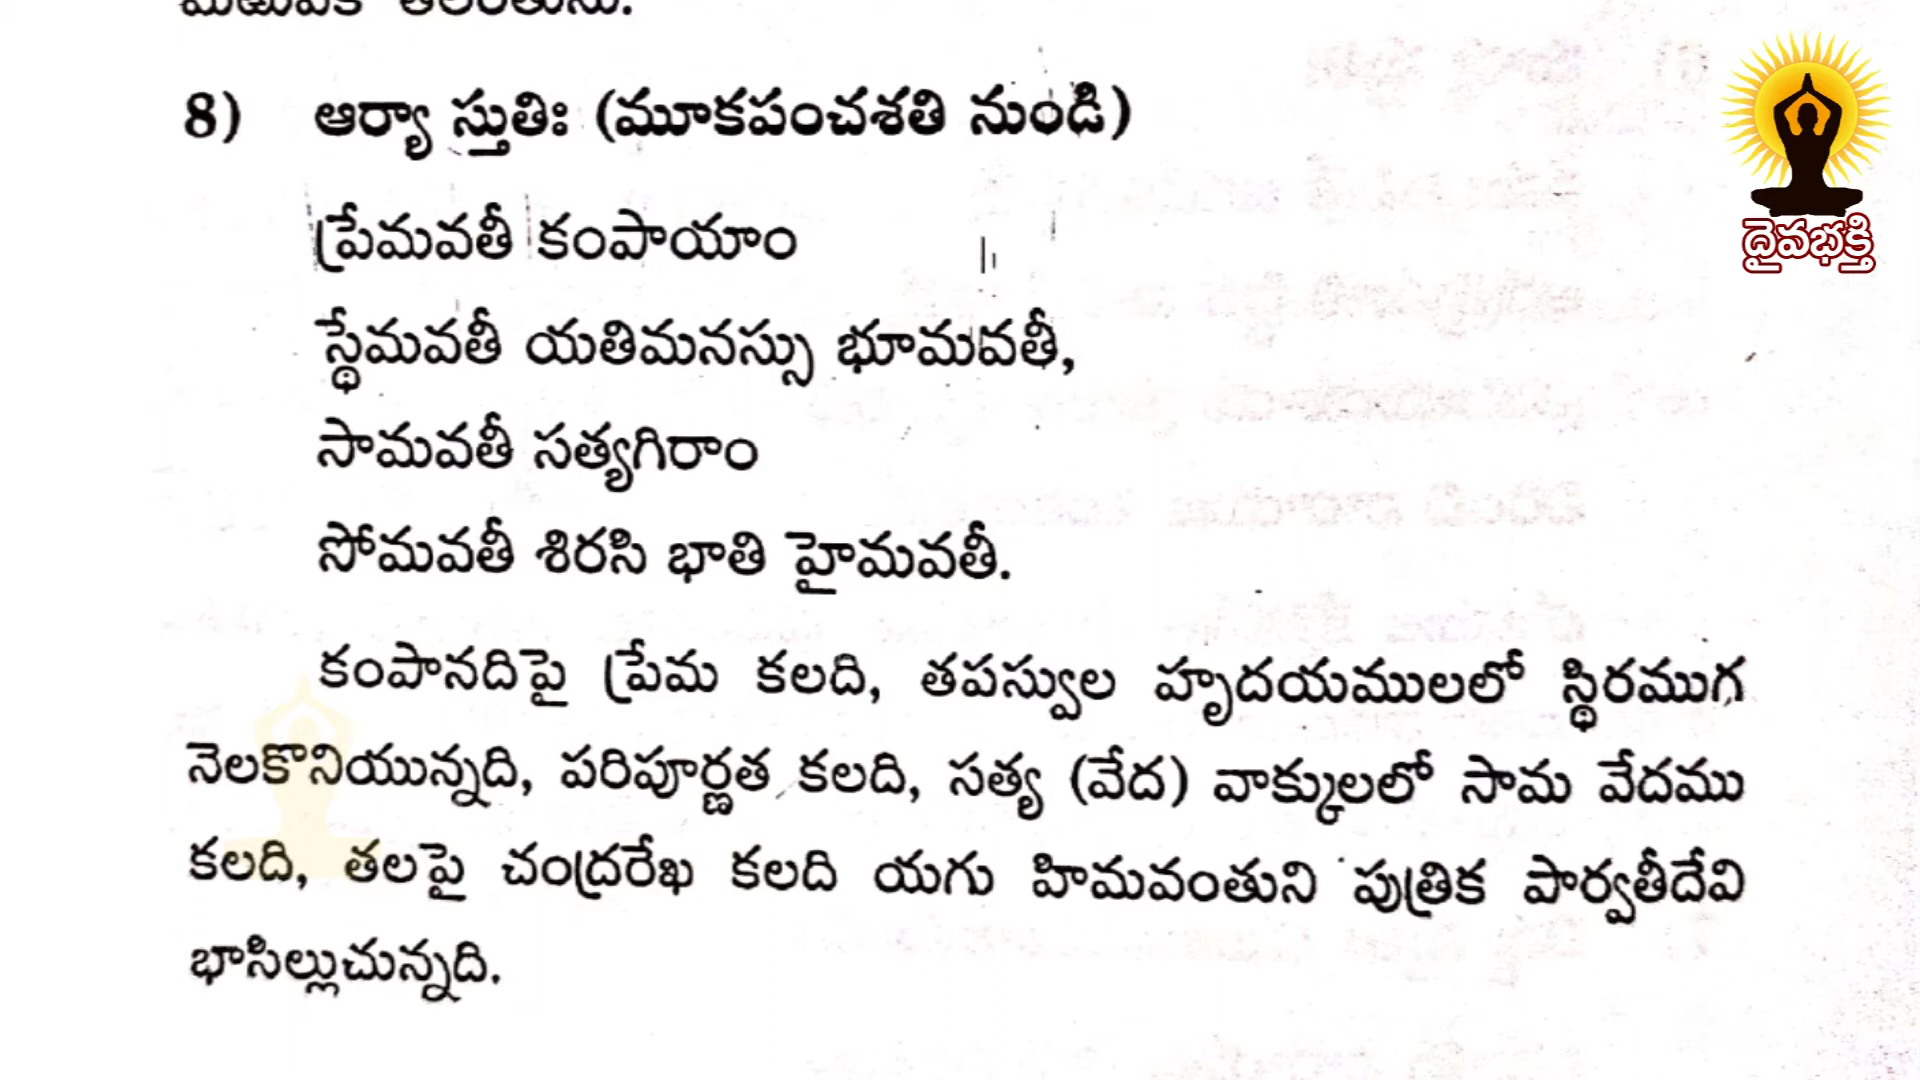 8) ఆర్యా స్తుతిః (మూకపంచశతి నుండి)
ప్రేమవతీ కంపాయాం
స్థేమవతీ యతిమనస్సు భూమవతీ,
సామవతీ సత్యగిరాం
సోమవతీ శిరసి భాతి హైమవతీ.
కంపానదిపై ప్రేమ కలది, తపస్వుల హృదయములలో స్థిరముగ
నెలకొనియున్నది, పరిపూర్ణత కలది, సత్య (వేద) వాక్కులలో సామ వేదము
కలది, తలపై చంద్రరేఖ కలది యగు హిమవంతుని పుత్రిక పార్వతీదేవి
భాసిల్లుచున్నది.
దైవభక్తి